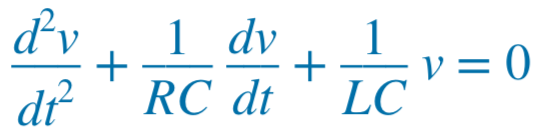 d²v/dt² + 1/RC dv/dt + 1/LC v = 0